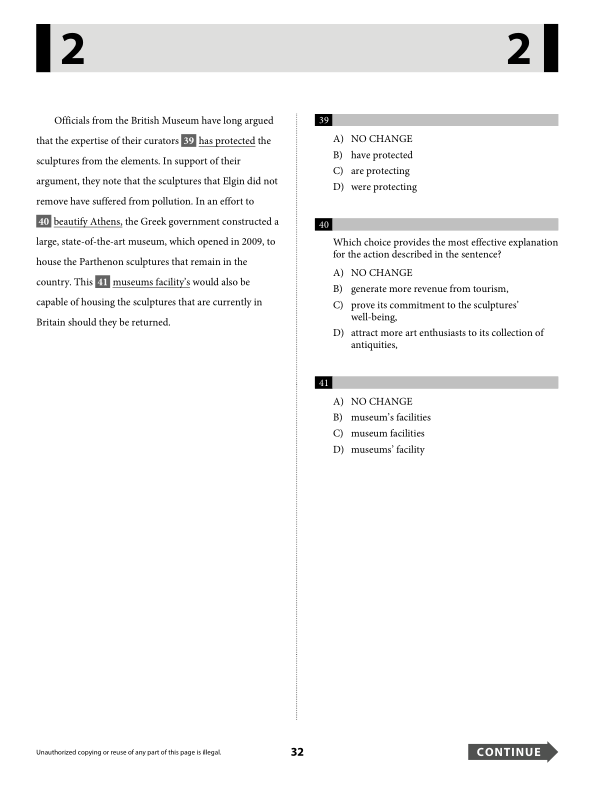 2
2
Officials from the British Museum have long argued
that the expertise of their curators 39 has protected the
sculptures from the elements. In support of their
argument, they note that the sculptures that Elgin did not
remove have suffered from pollution. In an effort to
40 beautify Athens, the Greek government constructed a
large, state-of-the-art museum, which opened in 2009, to
house the Parthenon sculptures that remain in the
country. This 41 museums facility’s would also be
capable of housing the sculptures that are currently in
Britain should they be returned.
39
A) NO CHANGE
B) have protected
C) are protecting
D) were protecting
40
Which choice provides the most effective explanation
for the action described in the sentence?
A) NO CHANGE
B) generate more revenue from tourism,
C) prove its commitment to the sculptures’
well-being,
D) attract more art enthusiasts to its collection of
antiquities,
41
A) NO CHANGE
B) museum’s facilities
C) museum facilities
D) museums’ facility
Unauthorized copying or reuse of any part of this page is illegal.
32
CONTINUE